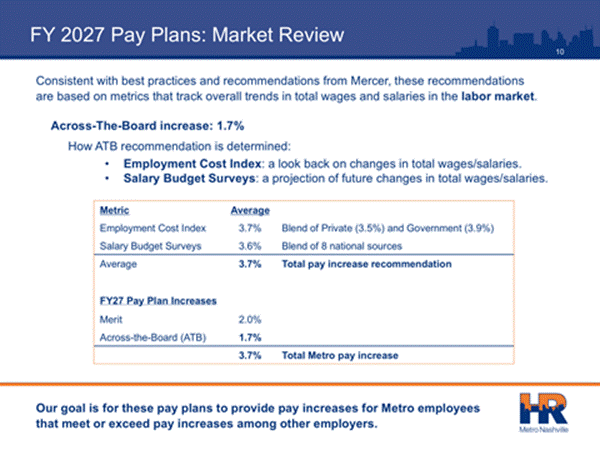 FY 2027 Pay Plans: Market Review
10
Consistent with best practices and recommendations from Mercer, these recommendations
are based on metrics that track overall trends in total wages and salaries in the labor market.
Across-The-Board increase: 1.7%
How ATB recommendation is determined:
• Employment Cost Index: a look back on changes in total wages/salaries.
• Salary Budget Surveys: a projection of future changes in total wages/salaries.
Metric Average
Employment Cost Index 3.7% Blend of Private (3.5%) and Government (3.9%)
Salary Budget Surveys 3.6% Blend of 8 national sources
Average 3.7% Total pay increase recommendation
FY27 Pay Plan Increases
Merit 2.0%
Across-the-Board (ATB) 1.7%
3.7% Total Metro pay increase
Our goal is for these pay plans to provide pay increases for Metro employees
that meet or exceed pay increases among other employers.
HR
Metro Nashville